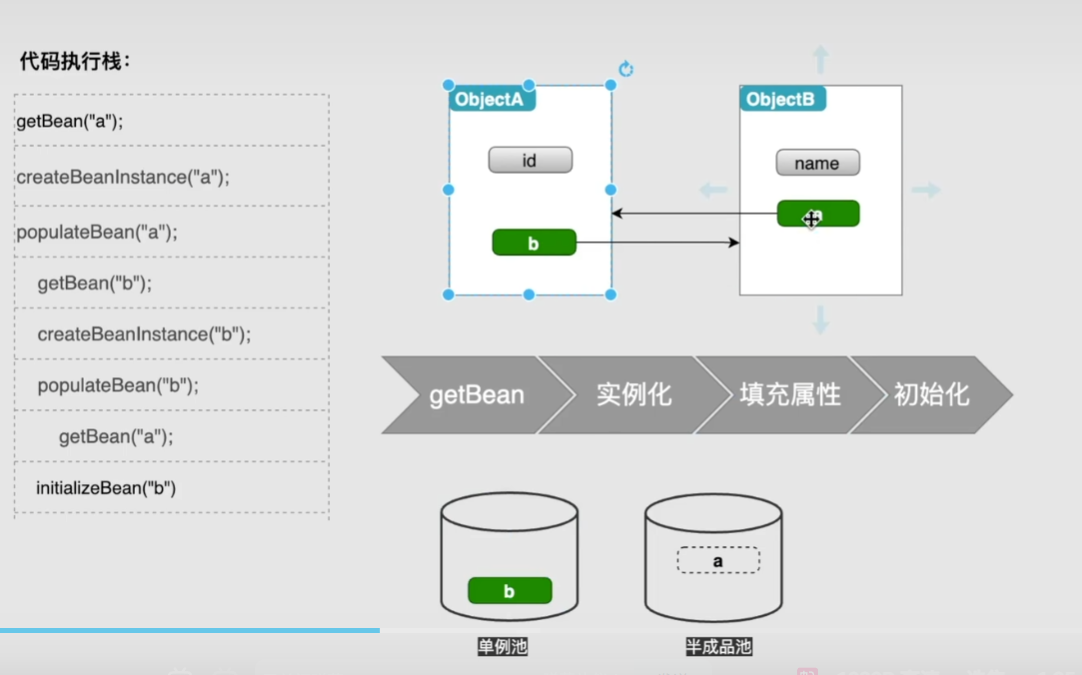 代码执行栈：
getBean("a");
createBeanInstance("a");
populateBean("a");
getBean("b");
createBeanInstance("b");
populateBean("b");
getBean("a");
initializeBean("b")
ObjectA
id
b
ObjectB
name
getBean
实例化
填充属性
初始化
b
a
单例池
半成品池